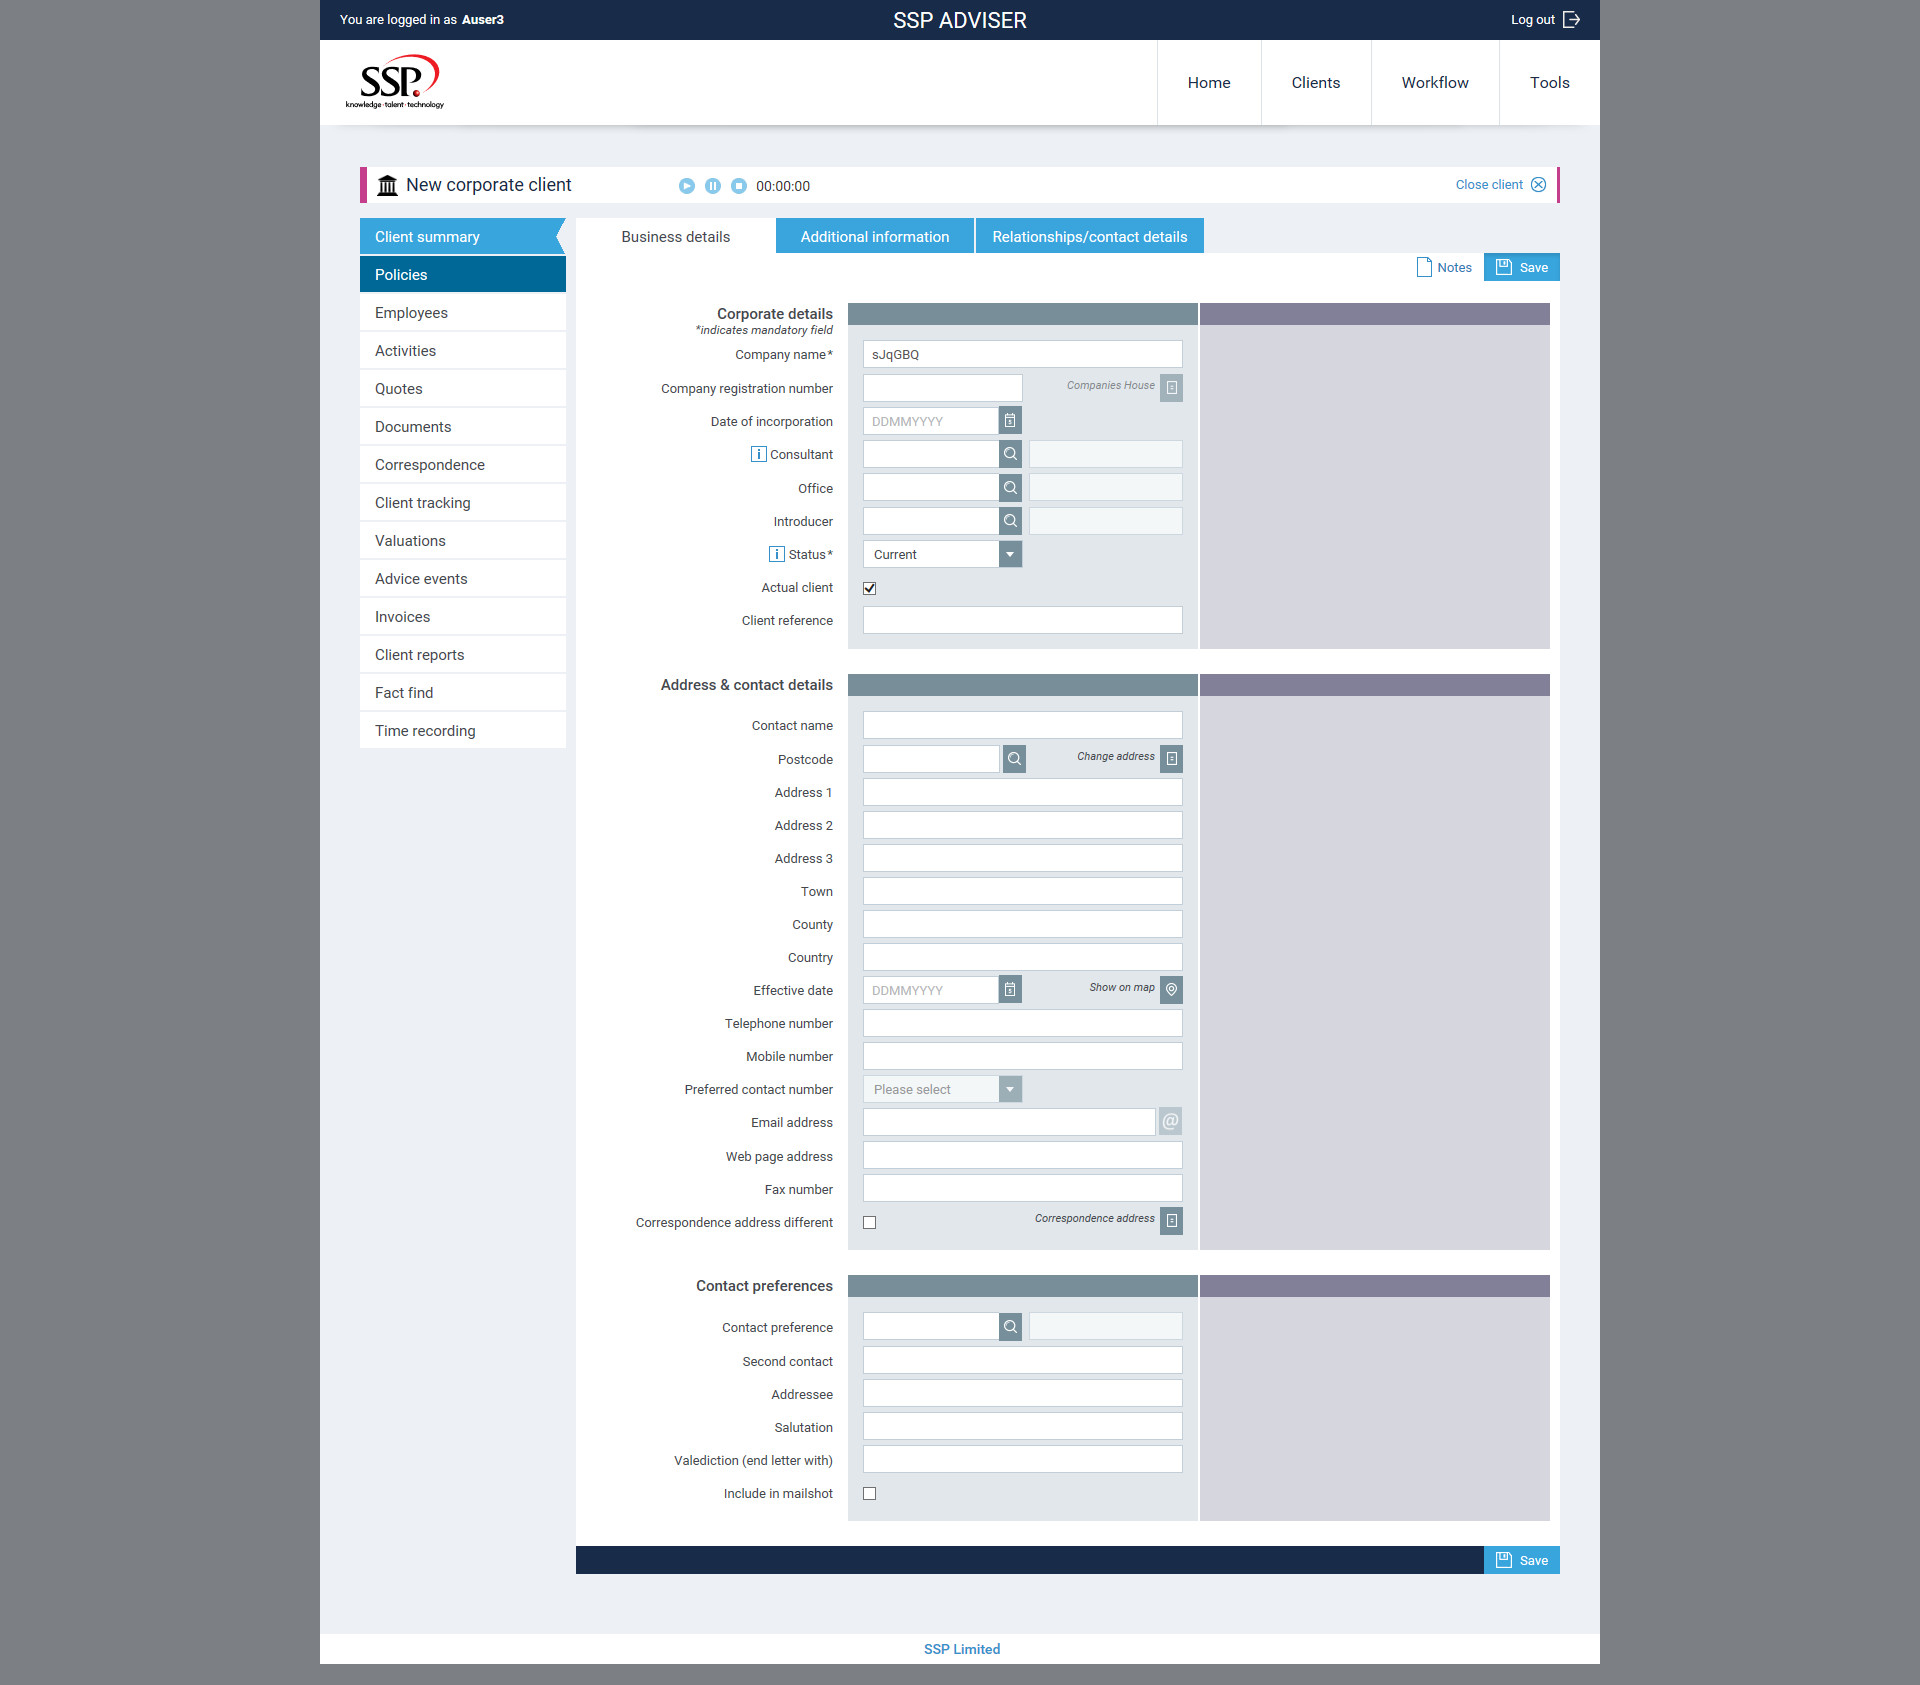 You are logged in as Auser3
SSP ADVISER
Log out
SSP
knowledge·talent·technology
Home
Clients
Workflow
Tools
New corporate client
00:00:00
Close client
Client summary
Policies
Employees
Activities
Quotes
Documents
Correspondence
Client tracking
Valuations
Advice events
Invoices
Client reports
Fact find
Time recording
Business details
Additional information
Relationships/contact details
Notes
Save
Corporate details
*indicates mandatory field
Company name* sJqGBQ
Company registration number Companies House
Date of incorporation DDMMYYYY
i Consultant
Office
Introducer
i Status* Current
Actual client
Client reference
Address & contact details
Contact name
Postcode Change address
Address 1
Address 2
Address 3
Town
County
Country
Effective date DDMMYYYY Show on map
Telephone number
Mobile number
Preferred contact number Please select
Email address @
Web page address
Fax number
Correspondence address different Correspondence address
Contact preferences
Contact preference
Second contact
Addressee
Salutation
Valediction (end letter with)
Include in mailshot
Save
SSP Limited